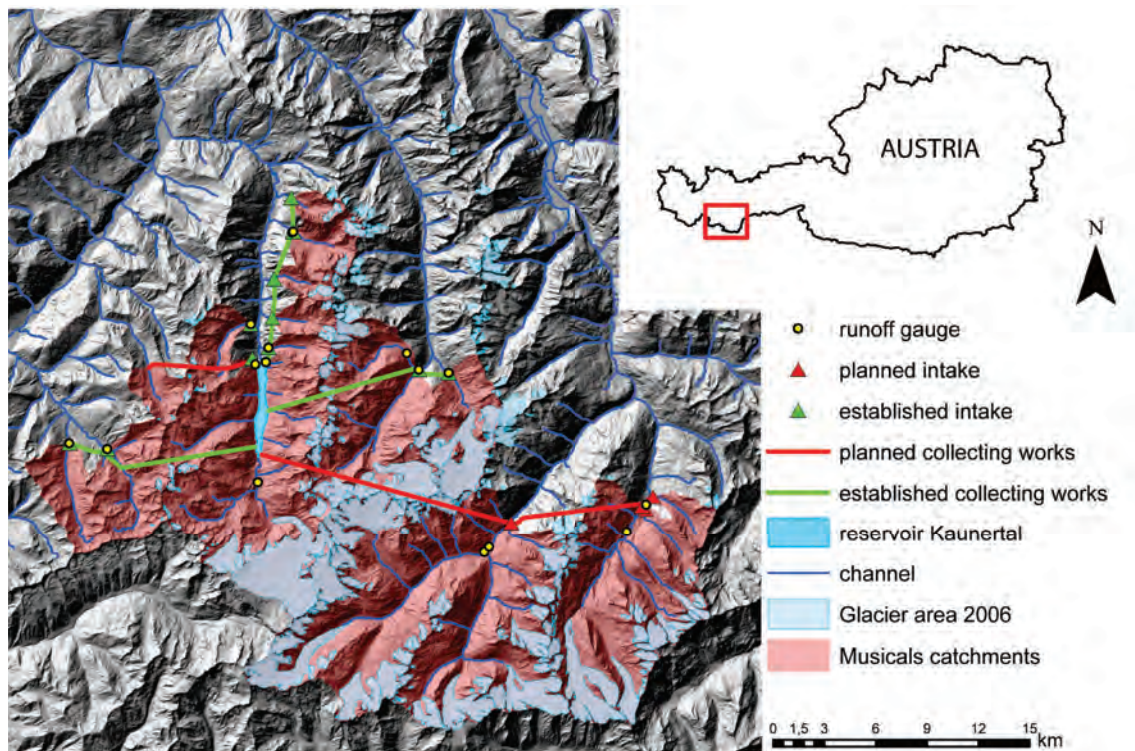 AUSTRIA
N
runoff gauge
planned intake
established intake
planned collecting works
established collecting works
reservoir Kaunertal
channel
Glacier area 2006
Musicals catchments
0 1,5 3 6 9 12 15
km